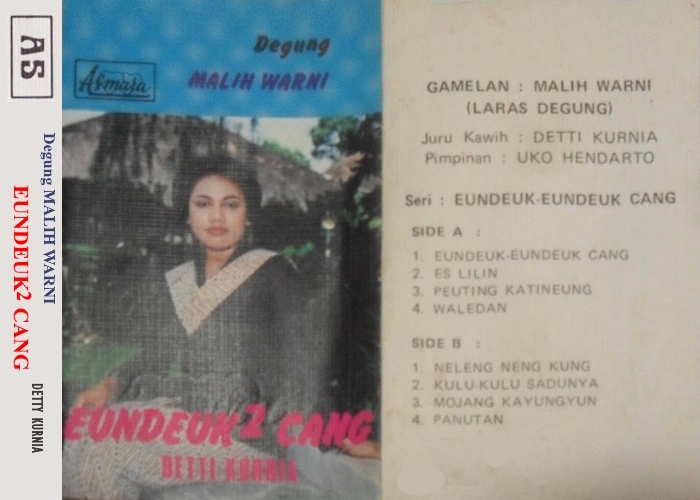 A5
Degung MALIH WARNI
EUNDEUK2 CANG
DETTY KURNIA
Degung
Asmara
MALIH WARNI
EUNDEUK2 CANG
DETTI KURNIA
GAMELAN : MALIH WARNI
(LARAS DEGUNG)
Juru Kawih : DETTI KURNIA
Pimpinan : UKO HENDARTO
Seri : EUNDEUK-EUNDEUK CANG
SIDE A :
1. EUNDEUK-EUNDEUK CANG
2. ES LILIN
3. PEUTING KATINEUNG
4. WALEDAN
SIDE B :
1. NELENG NENG KUNG
2. KULU-KULU SADUNYA
3. MOJANG KAYUNGYUN
4. PANUTAN